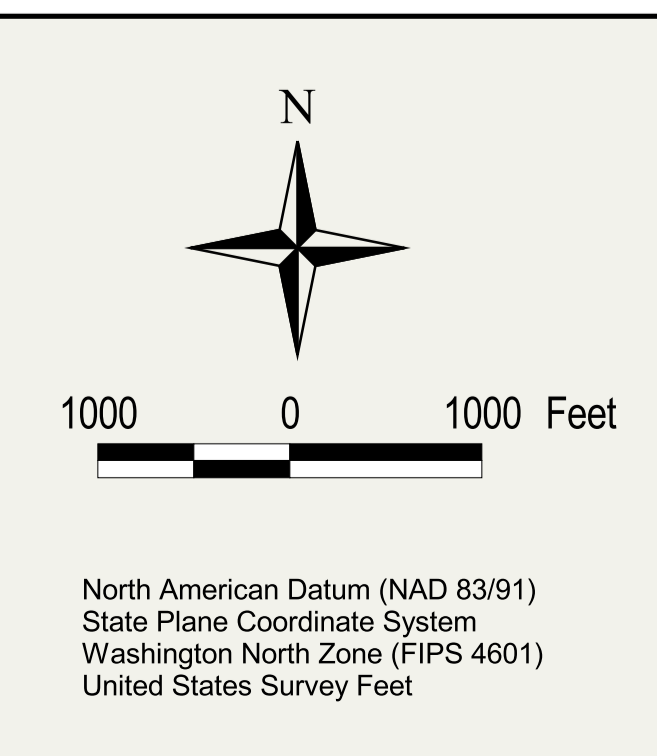 N
1000 0 1000 Feet
North American Datum (NAD 83/91)
State Plane Coordinate System
Washington North Zone (FIPS 4601)
United States Survey Feet